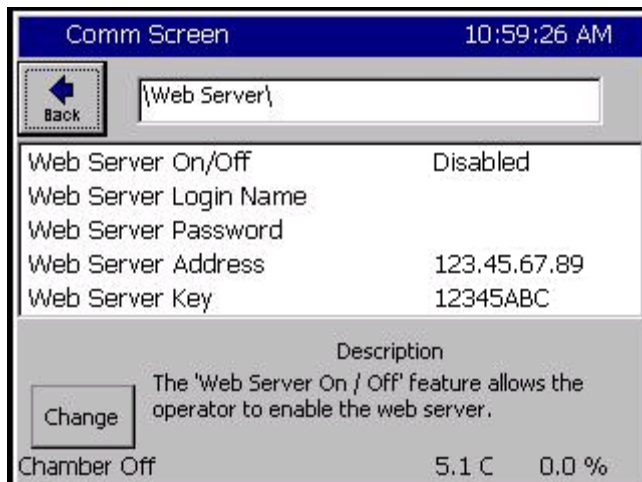 Comm Screen 10:59:26 AM
Back
\Web Server\
Web Server On/Off Disabled
Web Server Login Name
Web Server Password
Web Server Address 123.45.67.89
Web Server Key 12345ABC
Description
The 'Web Server On / Off' feature allows the
operator to enable the web server.
Change
Chamber Off 5.1 C 0.0 %